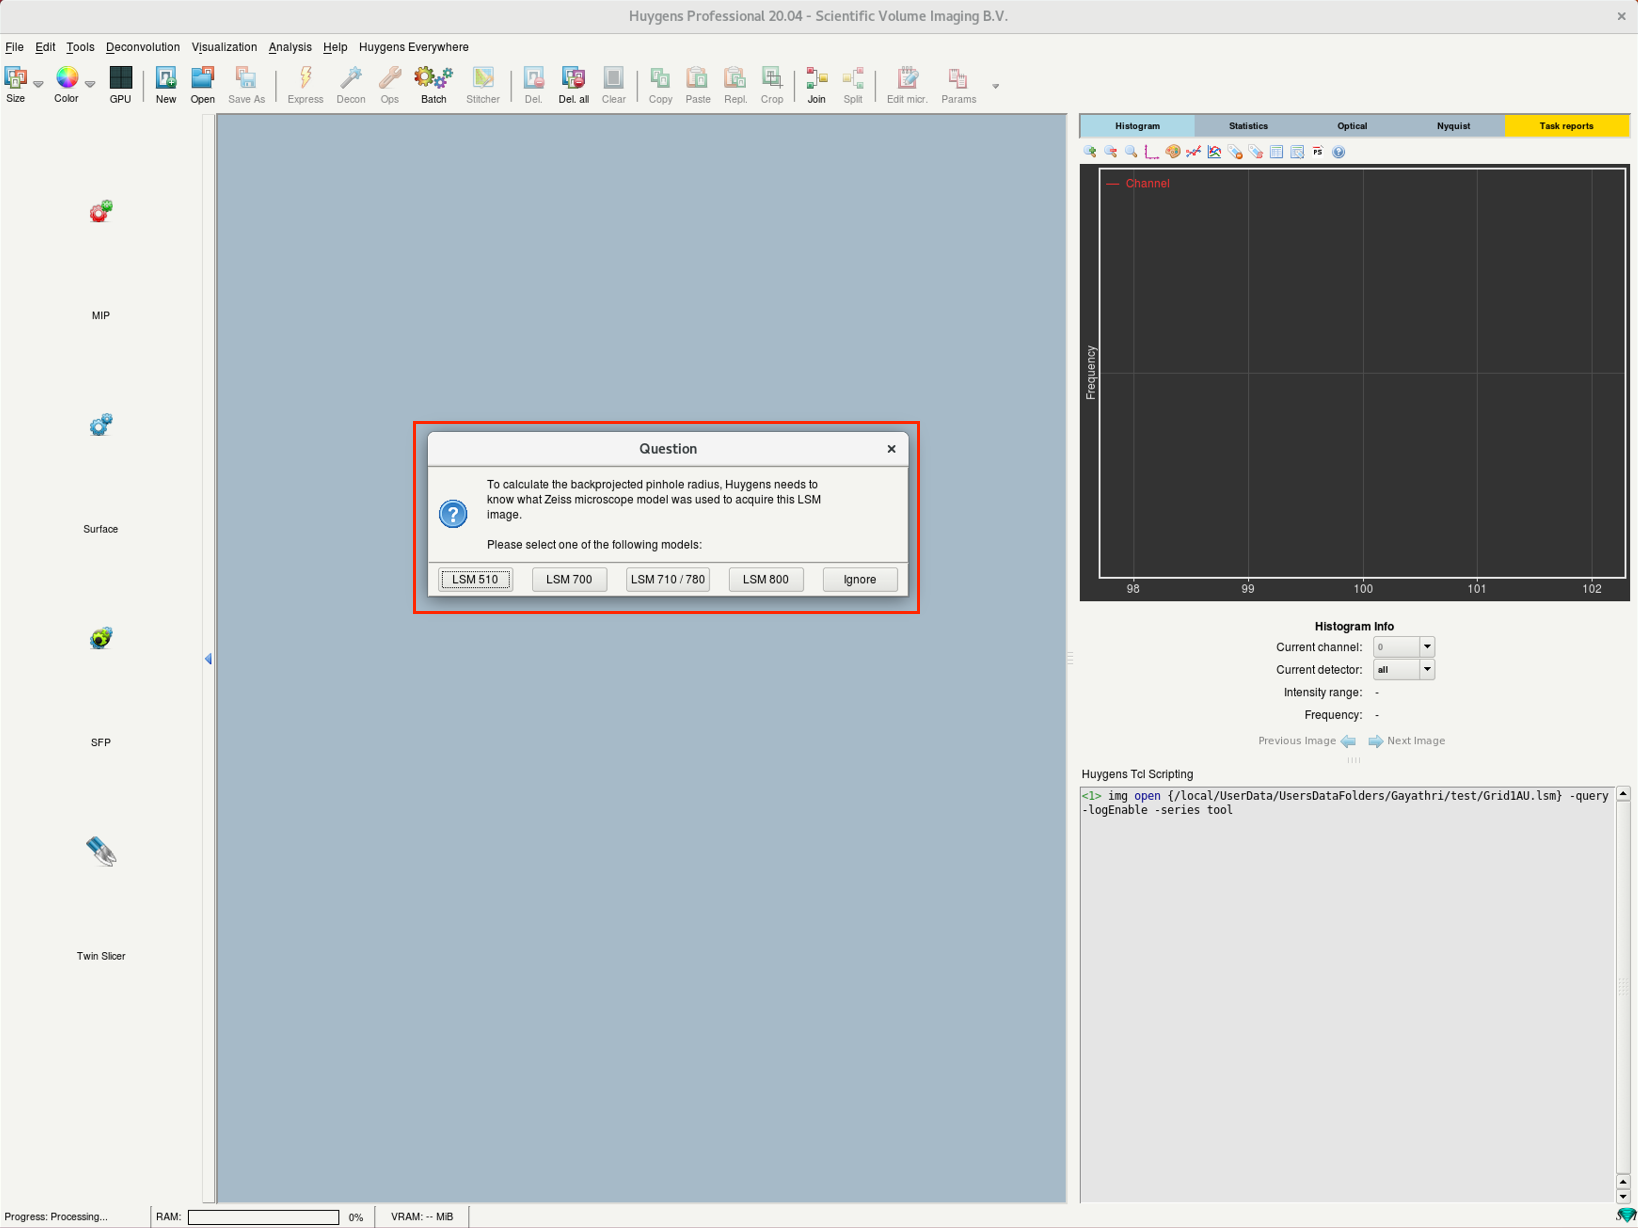 Huygens Professional 20.04 - Scientific Volume Imaging B.V.
File Edit Tools Deconvolution Visualization Analysis Help Huygens Everywhere
Size Color GPU New Open Save As Express Decon Ops Batch Stitcher Del. Del. all Clear Copy Paste Repl. Crop Join Split Edit micr. Params
Histogram Statistics Optical Nyquist Task reports
PS
Channel
Frequency
98 99 100 101 102
MIP
Surface
SFP
Twin Slicer
Question
To calculate the backprojected pinhole radius, Huygens needs to
know what Zeiss microscope model was used to acquire this LSM
image.
Please select one of the following models:
LSM 510 LSM 700 LSM 710 / 780 LSM 800 Ignore
Histogram Info
Current channel: 0
Current detector: all
Intensity range: -
Frequency: -
Previous Image Next Image
Huygens Tcl Scripting
<1> img open {/local/UserData/UsersDataFolders/Gayathri/test/Grid1AU.lsm} -query
-logEnable -series tool
Progress: Processing... RAM: 0% VRAM: -- MiB